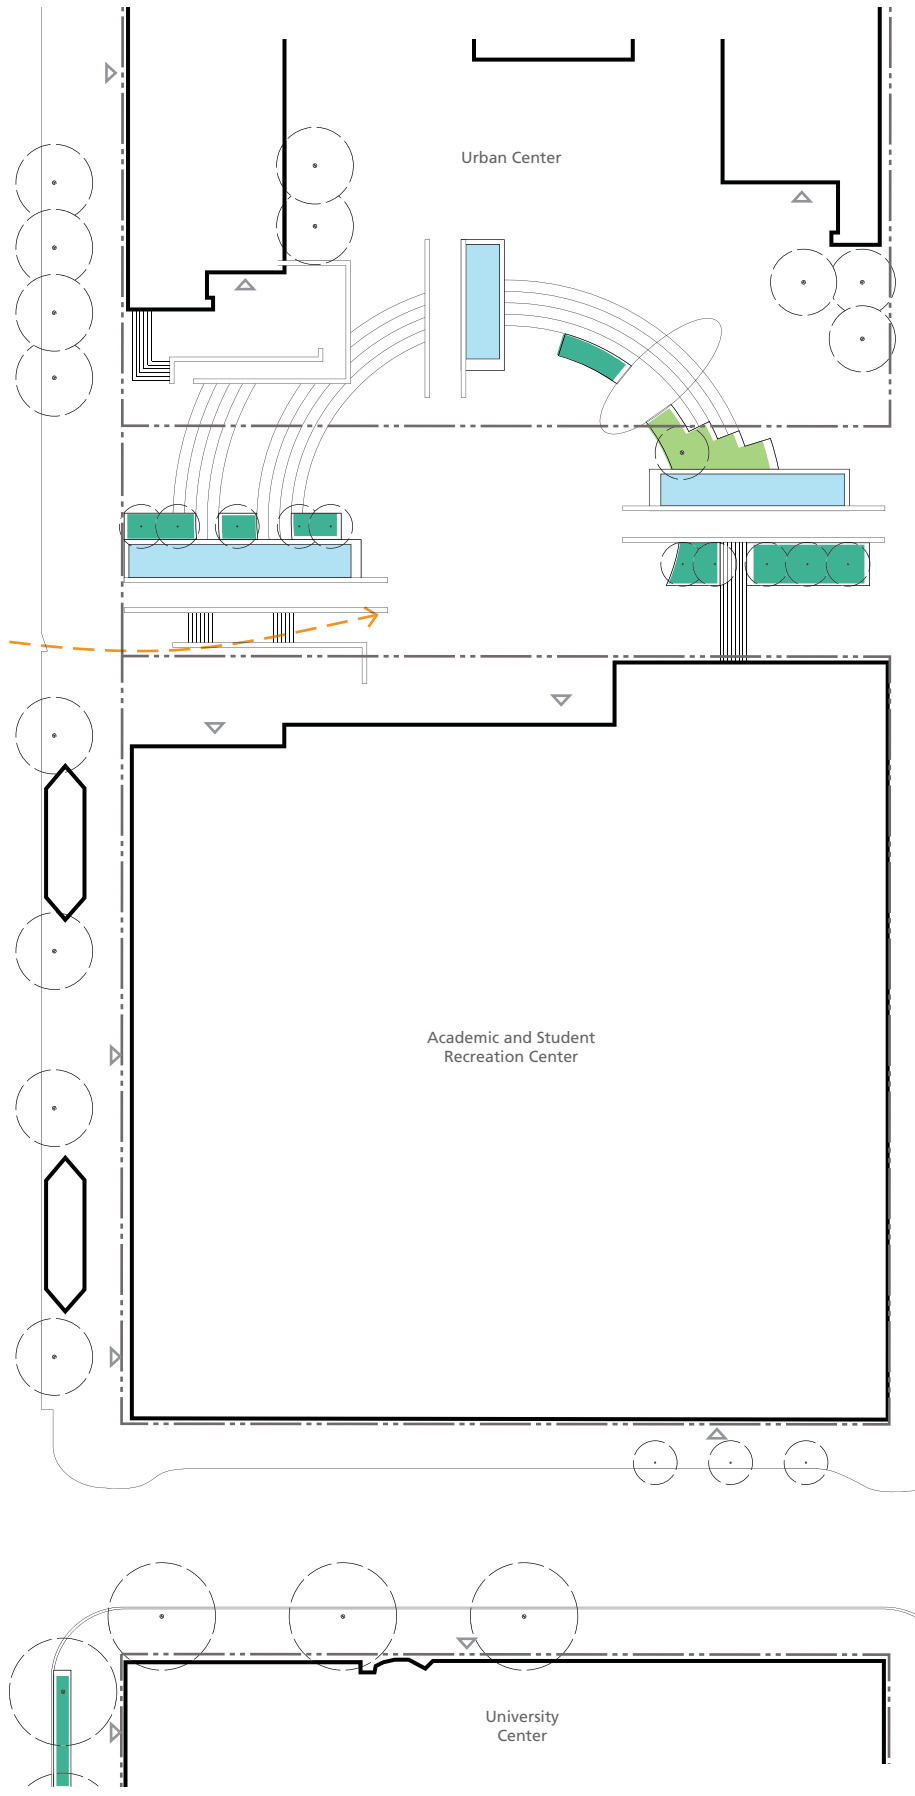 Urban Center
Academic and Student
Recreation Center
University
Center